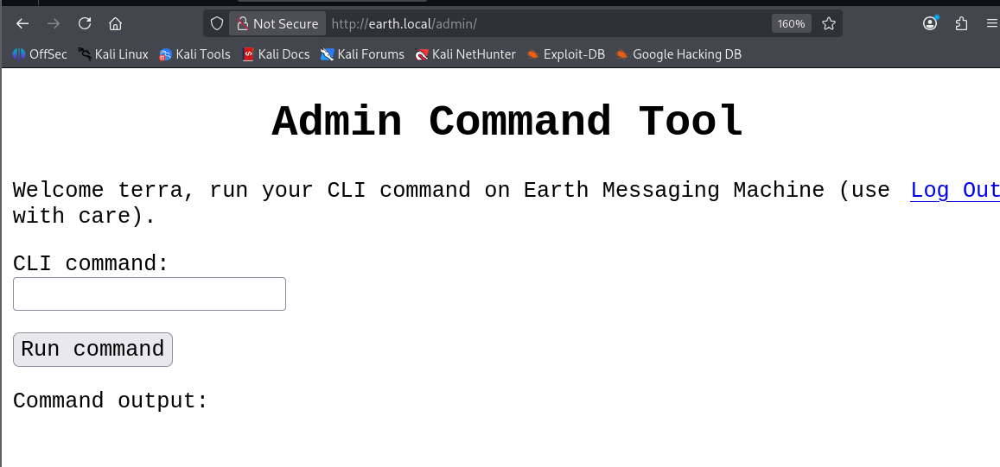 Not Secure http://earth.local/admin/ 160%
OffSec Kali Linux Kali Tools Kali Docs Kali Forums Kali NetHunter Exploit-DB Google Hacking DB
Admin Command Tool
Welcome terra, run your CLI command on Earth Messaging Machine (use Log Out
with care).
CLI command:
Run command
Command output: